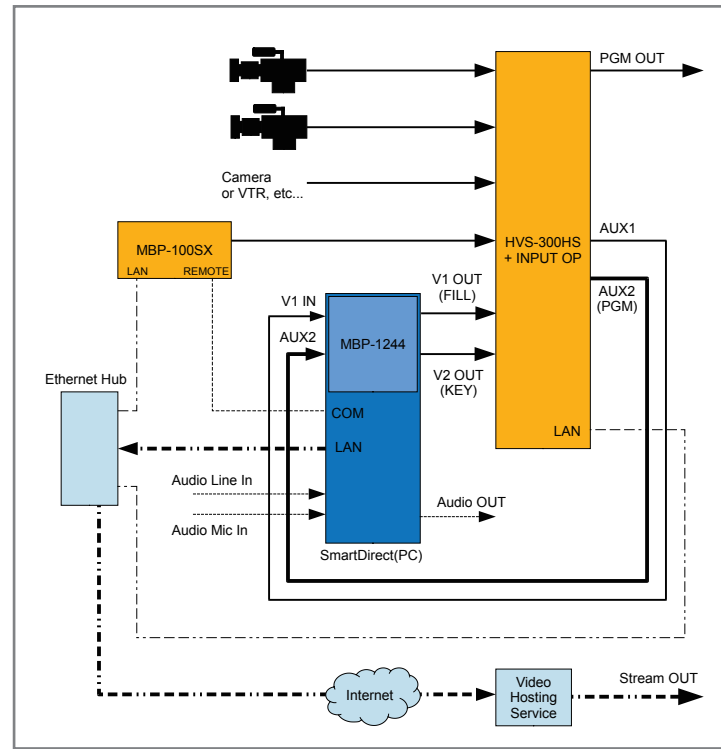 PGM OUT
Camera
or VTR, etc...
MBP-100SX
LAN
REMOTE
HVS-300HS
+ INPUT OP
AUX1
AUX2
(PGM)
V1 OUT
(FILL)
V1 IN
AUX2
MBP-1244
V2 OUT
(KEY)
Ethernet Hub
COM
LAN
LAN
Audio Line In
Audio OUT
Audio Mic In
SmartDirect(PC)
Internet
Video
Hosting
Service
Stream OUT